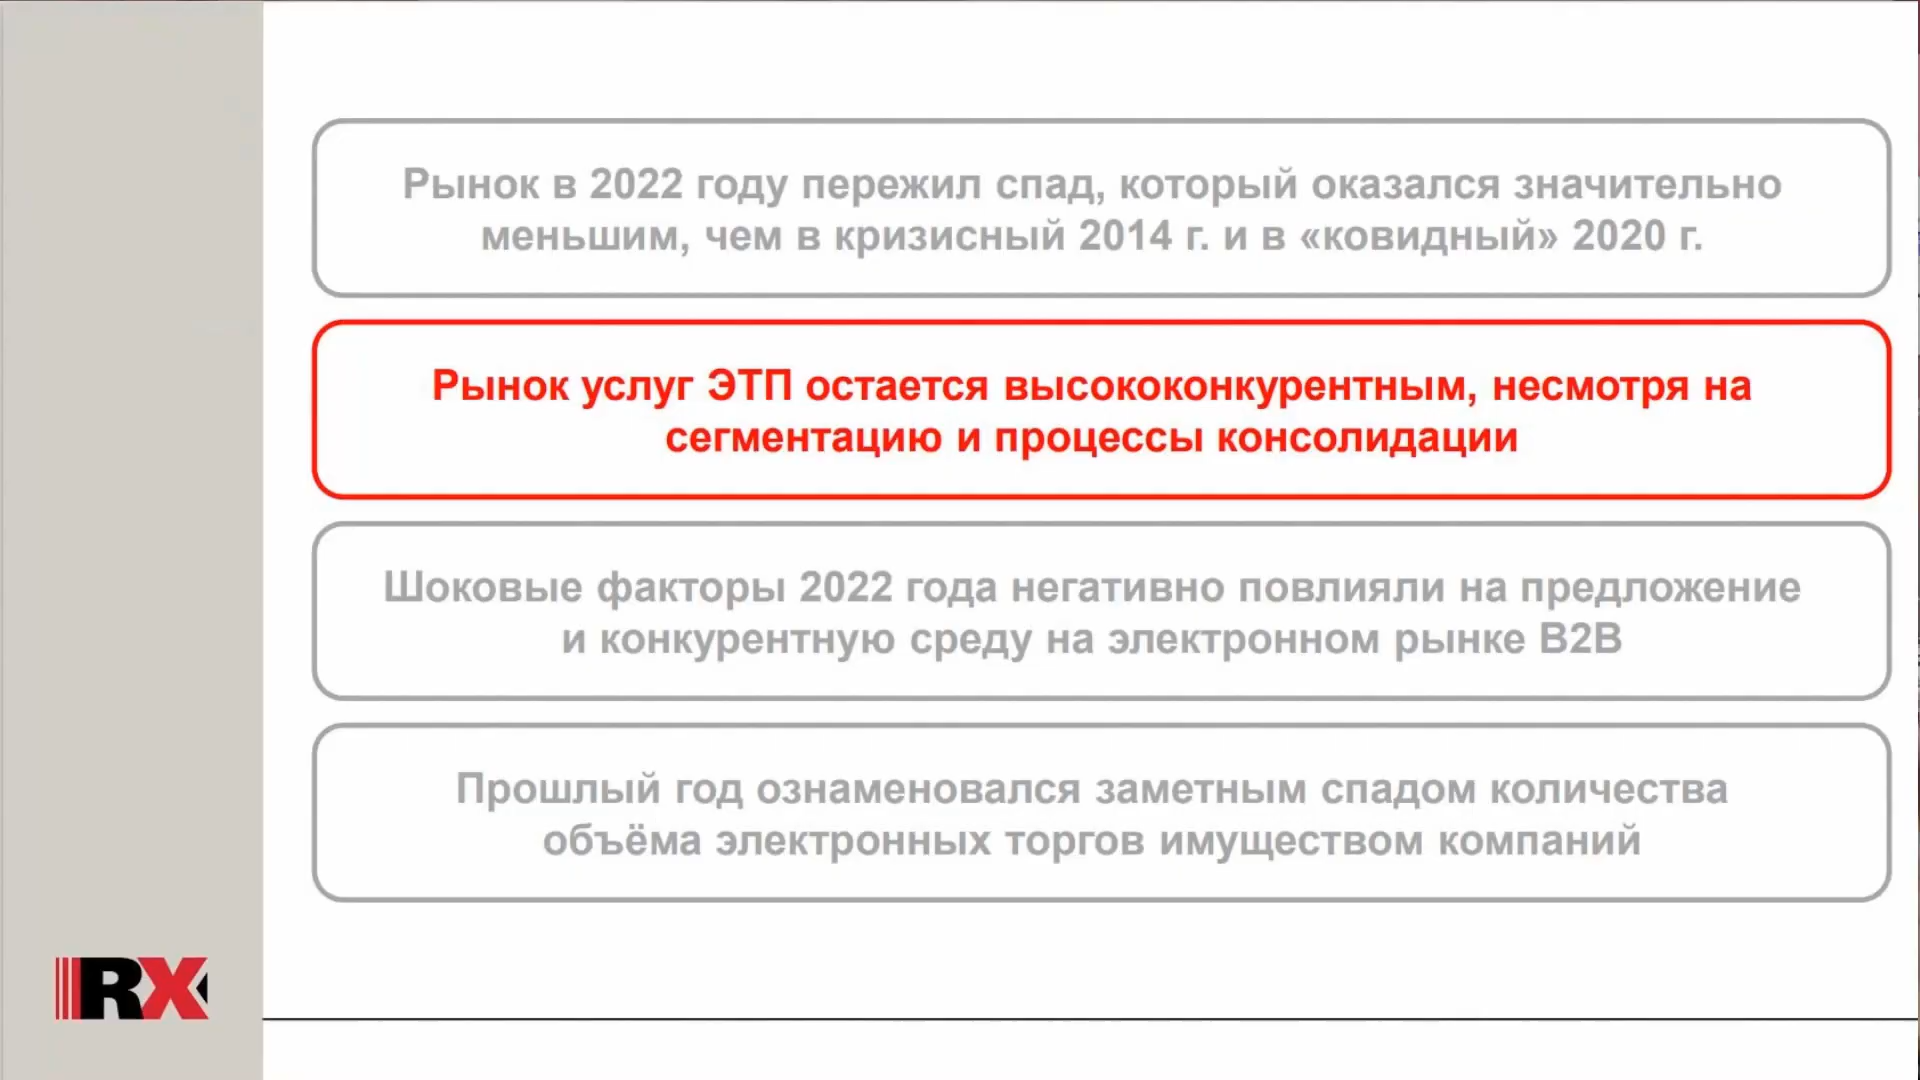 Рынок в 2022 году пережил спад, который оказался значительно
меньшим, чем в кризисный 2014 г. и в «ковидный» 2020 г.
Рынок услуг ЭТП остается высококонкурентным, несмотря на
сегментацию и процессы консолидации
Шоковые факторы 2022 года негативно повлияли на предложение
и конкурентную среду на электронном рынке B2B
Прошлый год ознаменовался заметным спадом количества
объёма электронных торгов имуществом компаний
RX